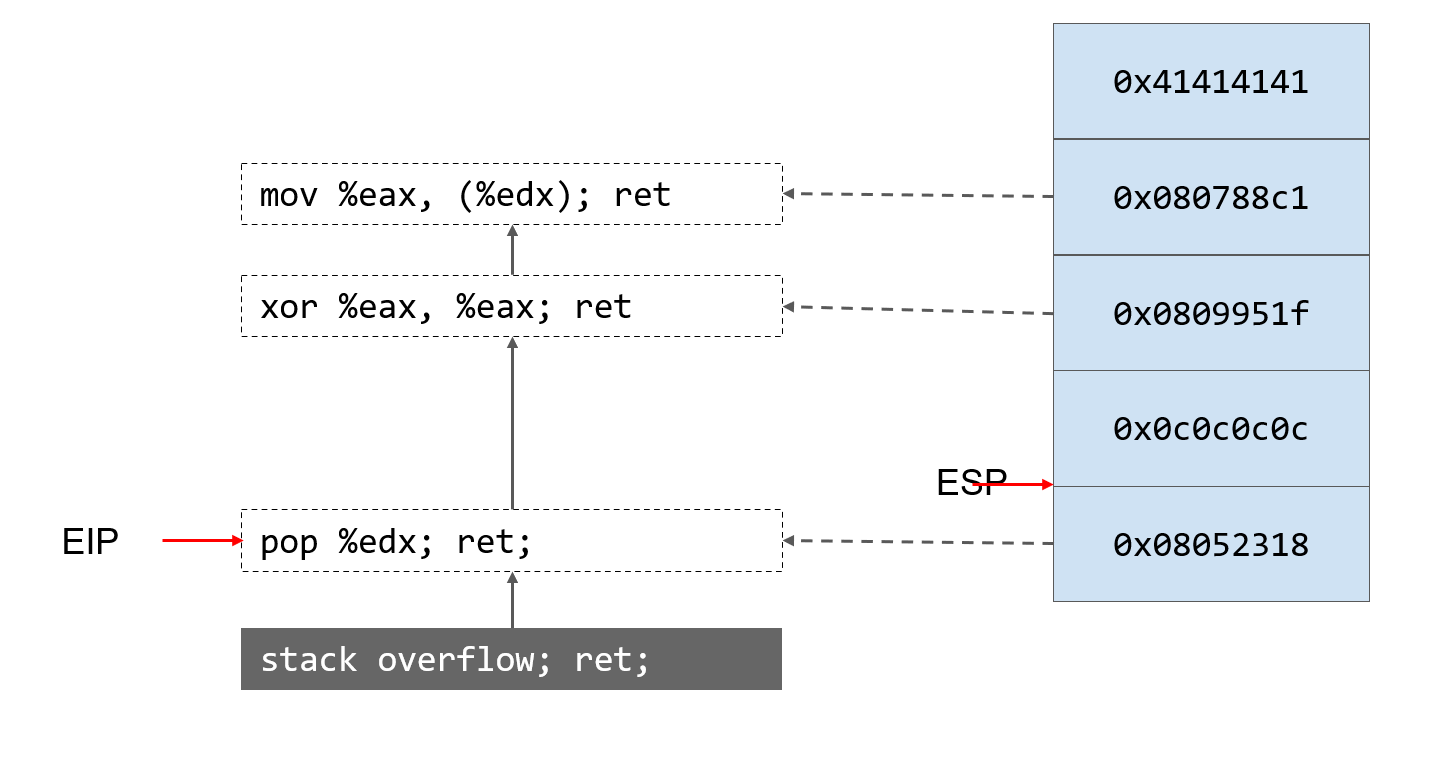 0x41414141
mov %eax, (%edx); ret
0x080788c1
xor %eax, %eax; ret
0x0809951f
0x0c0c0c0c
ESP
EIP
pop %edx; ret;
0x08052318
stack overflow; ret;